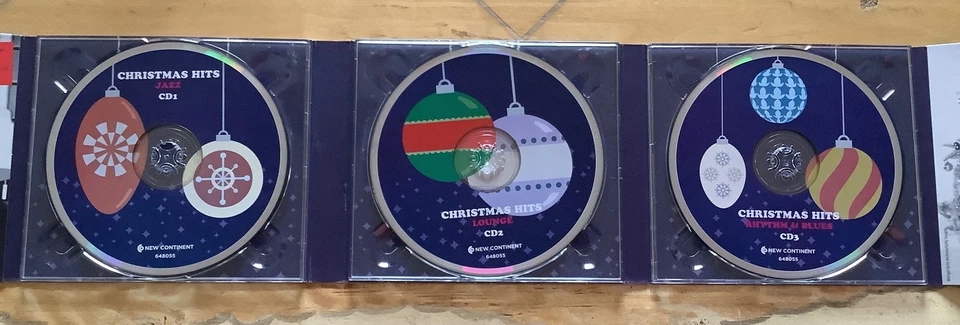 CHRISTMAS HITS
JAZZ
CD1
NEW CONTINENT
648055
CHRISTMAS HITS
LOUNGE
CD2
NEW CONTINENT
648055
CHRISTMAS HITS
RHYTHM & BLUES
CD3
NEW CONTINENT
648055